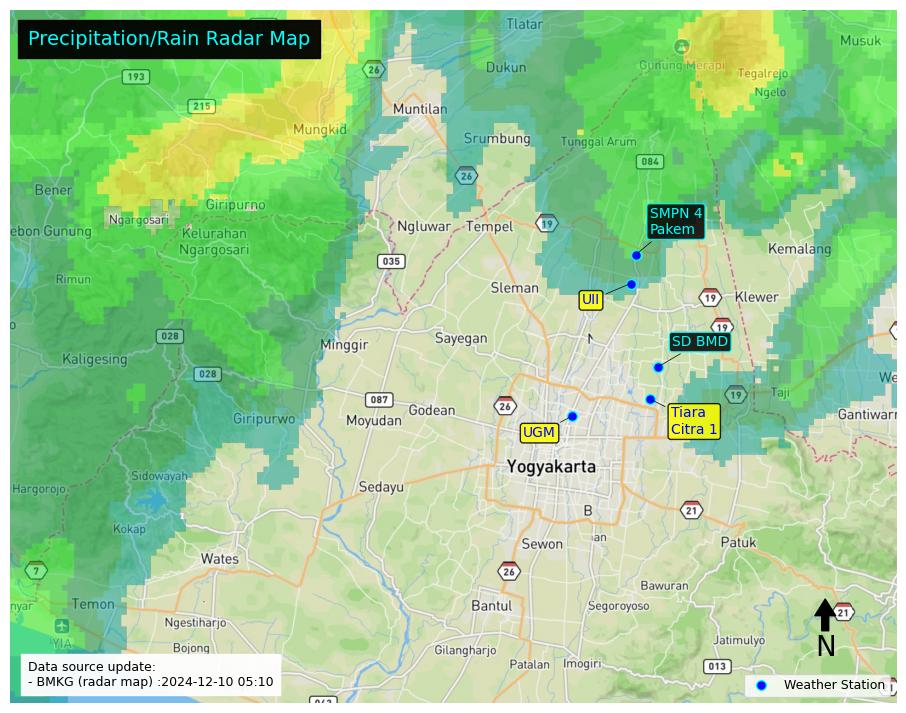 Precipitation/Rain Radar Map
Tlatar
Musuk
26
Dukun
Gunung Merapi
Tegalrejo
193
Ngelo
215
Muntilan
Mungkid
Srumbung
Tunggal Arum
084
26
Bener
Giripurno
Ngargosari
SMPN 4
Pakem
Ngluwar
Tempel
19
ebon Gunung
Kelurahan
Ngargosari
Kemalang
035
Rimun
Sleman
UII
19
Klewer
19
028
Minggir
Sayegan
N
SD BMD
Kaligesing
028
We
087
Godean
26
19
Taji
Giripurwo
Moyudan
UGM
Tiara
Citra 1
Gantiwarn
Yogyakarta
Sidowayah
Hargorojo
Sedayu
B
21
Kokap
Sewon
an
Patuk
Wates
7
26
Bawuran
nyar
Temon
Bantul
Segoroyoso
21
Ngestiharjo
YIA
N
Jatimulyo
Bojong
Gilangharjo
Patalan
Imogiri
013
Data source update:
- BMKG (radar map) :2024-12-10 05:10
Weather Station